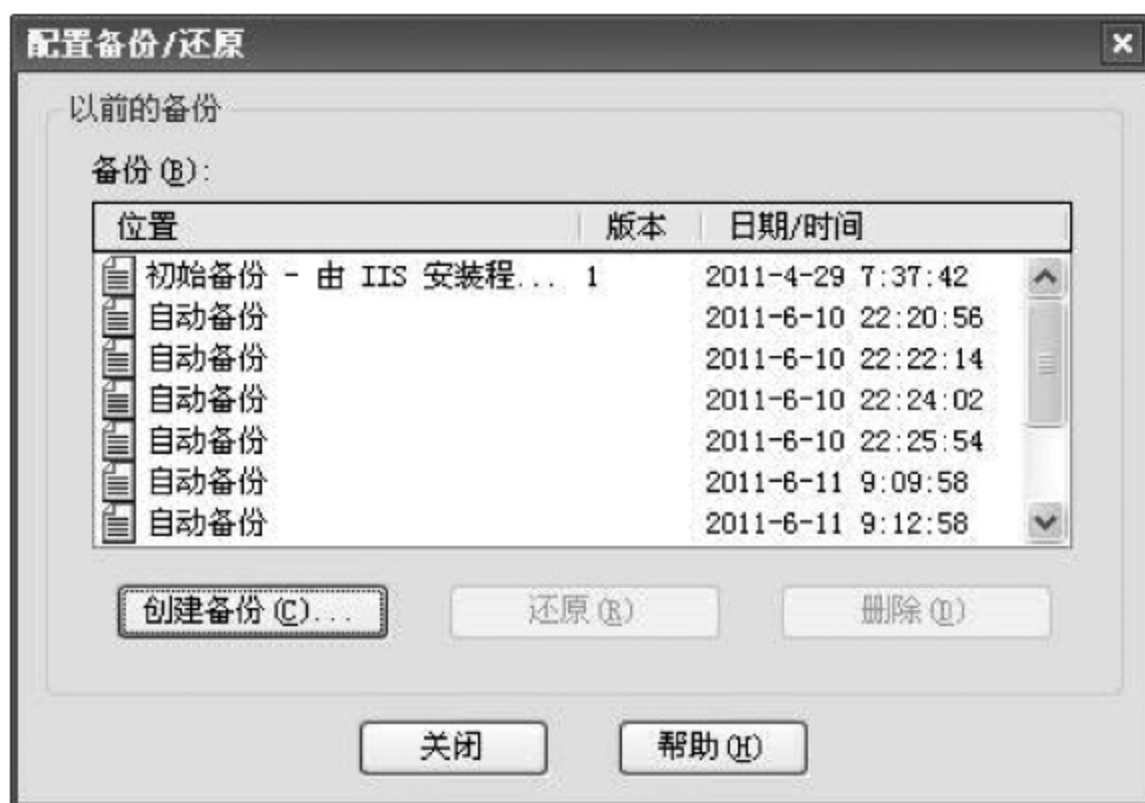 配置备份/还原
以前的备份
备份(B):
位置 版本 日期/时间
初始备份 - 由 IIS 安装程... 1 2011-4-29 7:37:42
自动备份 2011-6-10 22:20:56
自动备份 2011-6-10 22:22:14
自动备份 2011-6-10 22:24:02
自动备份 2011-6-10 22:25:54
自动备份 2011-6-11 9:09:58
自动备份 2011-6-11 9:12:58
创建备份(C)... 还原(R) 删除(D)
关闭 帮助(H)